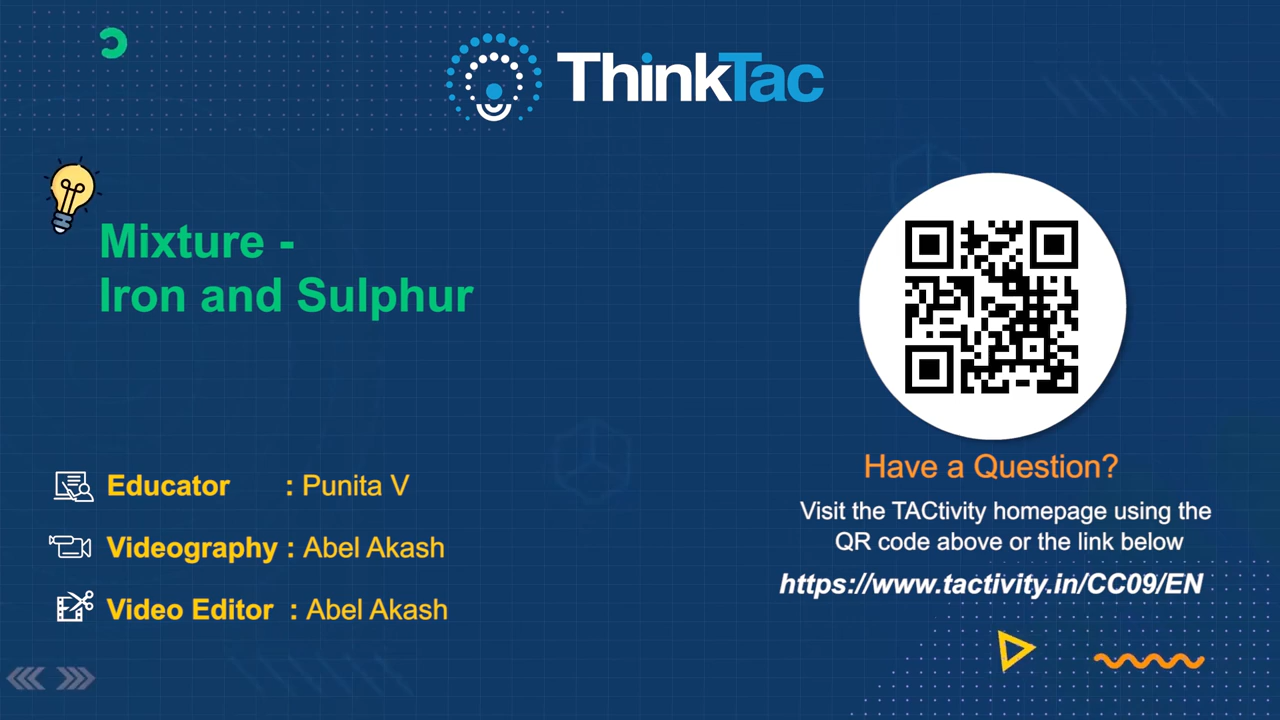 ThinkTac
Mixture -
Iron and Sulphur
Educator : Punita V
Videography : Abel Akash
Video Editor : Abel Akash
Have a Question?
Visit the TACtivity homepage using the
QR code above or the link below
https://www.tactivity.in/CC09/EN